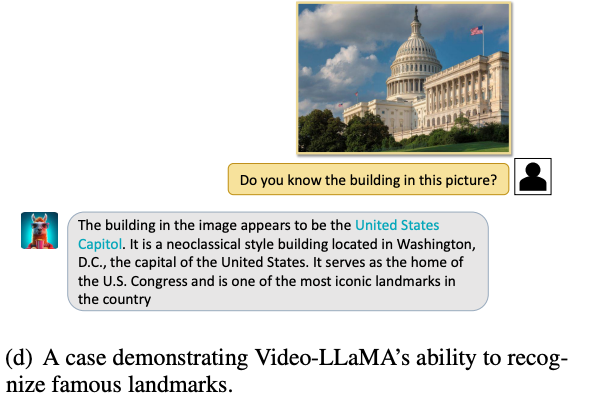 Do you know the building in this picture?
The building in the image appears to be the United States
Capitol. It is a neoclassical style building located in Washington,
D.C., the capital of the United States. It serves as the home of
the U.S. Congress and is one of the most iconic landmarks in
the country
(d) A case demonstrating Video-LLaMA's ability to recog-
nize famous landmarks.